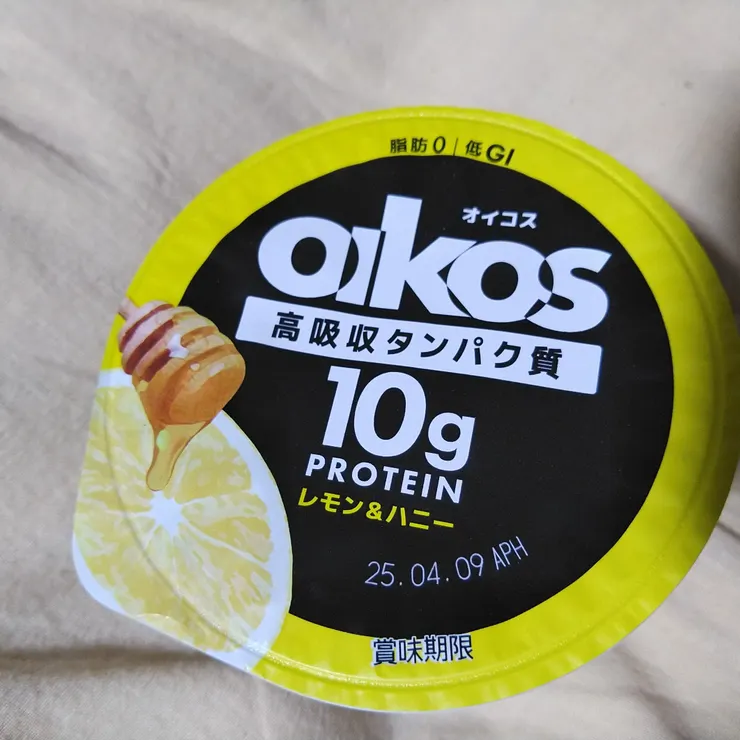 脂肪0|低GI
オイコス
oikos
高吸収タンパク質
10g
PROTEIN
レモン&ハニー
25.04.09 APH
賞味期限